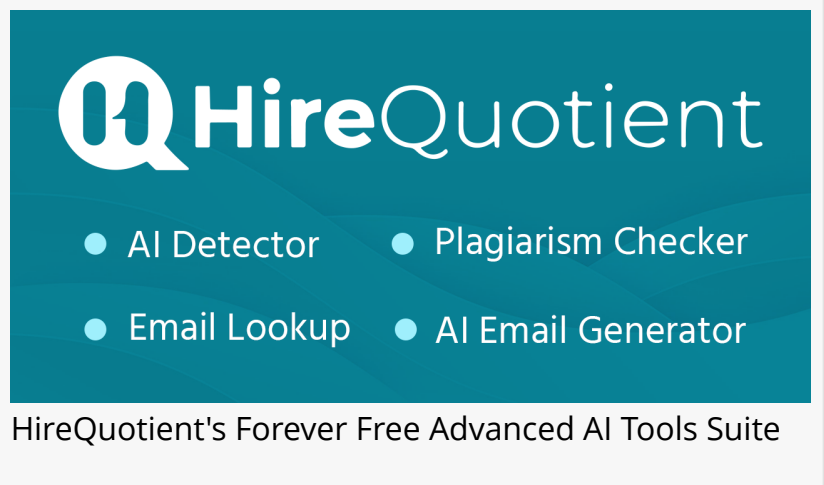 HireQuotient
AI Detector
Plagiarism Checker
Email Lookup
AI Email Generator
HireQuotient's Forever Free Advanced AI Tools Suite